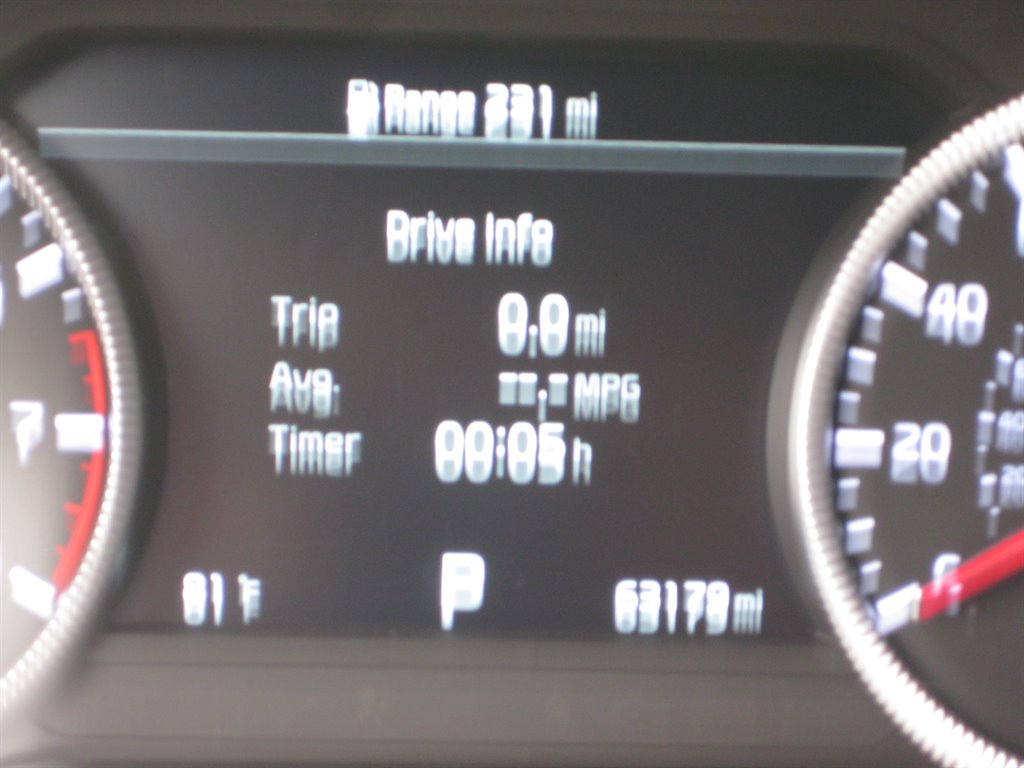 Range 231 mi
Drive Info
Trip 0.0 mi
Avg. --.- MPG
Timer 00:05 h
P
81 °F
63179 mi
7
40
20